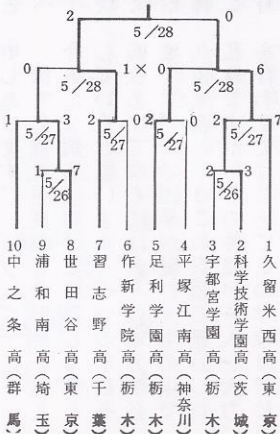 2 0
5/28
0 1× 0 6
5/28 5/28
1 3 2 0 2 0 2 7
5/27 5/27 5/27 5/27
1 7 1 2
5/26 5/26
10 中之条高（群馬）
9 浦和南高（埼玉）
8 世田谷高（東京）
7 習志野高（千葉）
6 作新学院高（栃木）
5 足利学園高（栃木）
4 平塚江南高（神奈川）
3 宇都宮学園高（栃木）
2 科学技術学園高（茨城）
1 久留米西高（東京）